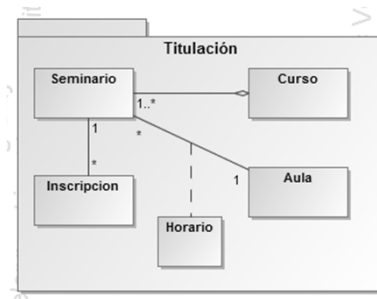 Titulación
Seminario
Curso
1..*
1
*
*
1
Aula
Inscripcion
Horario